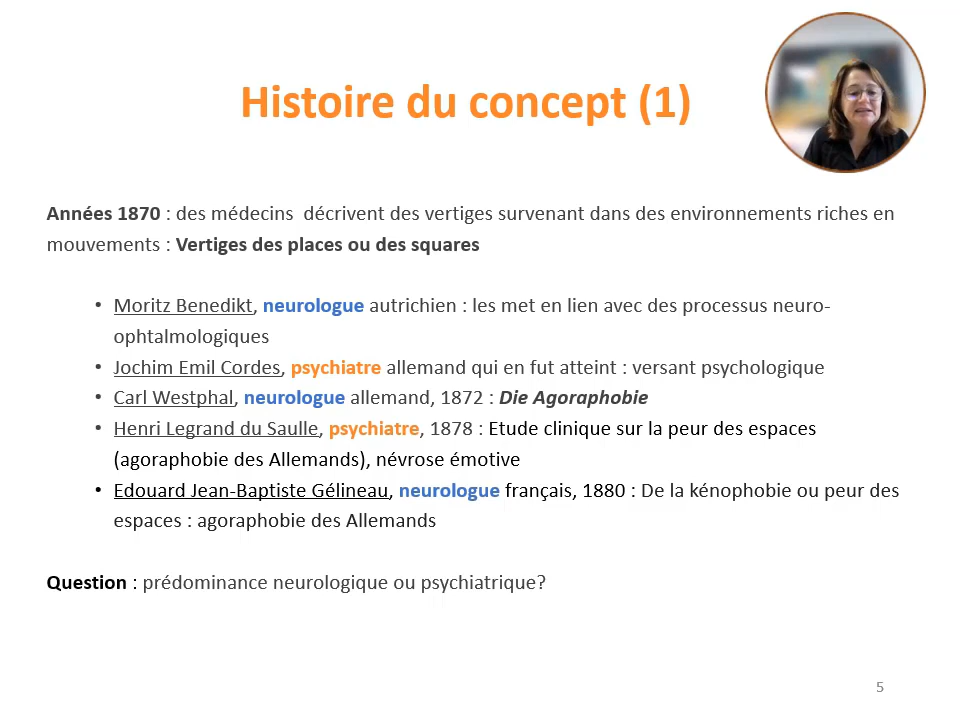 Histoire du concept (1)
Années 1870 : des médecins  décrivent des vertiges survenant dans des environnements riches en
mouvements : Vertiges des places ou des squares
• Moritz Benedikt, neurologue autrichien : les met en lien avec des processus neuro-
ophtalmologiques
• Jochim Emil Cordes, psychiatre allemand qui en fut atteint : versant psychologique
• Carl Westphal, neurologue allemand, 1872 : Die Agoraphobie
• Henri Legrand du Saulle, psychiatre, 1878 : Etude clinique sur la peur des espaces
(agoraphobie des Allemands), névrose émotive
• Edouard Jean-Baptiste Gélineau, neurologue français, 1880 : De la kénophobie ou peur des
espaces : agoraphobie des Allemands
Question : prédominance neurologique ou psychiatrique?
5